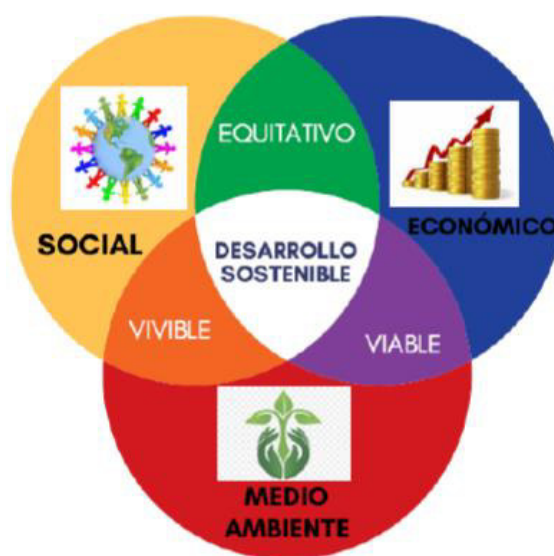 EQUITATIVO
SOCIAL
ECONÓMICO
DESARROLLO
SOSTENIBLE
VIVIBLE
VIABLE
MEDIO
AMBIENTE